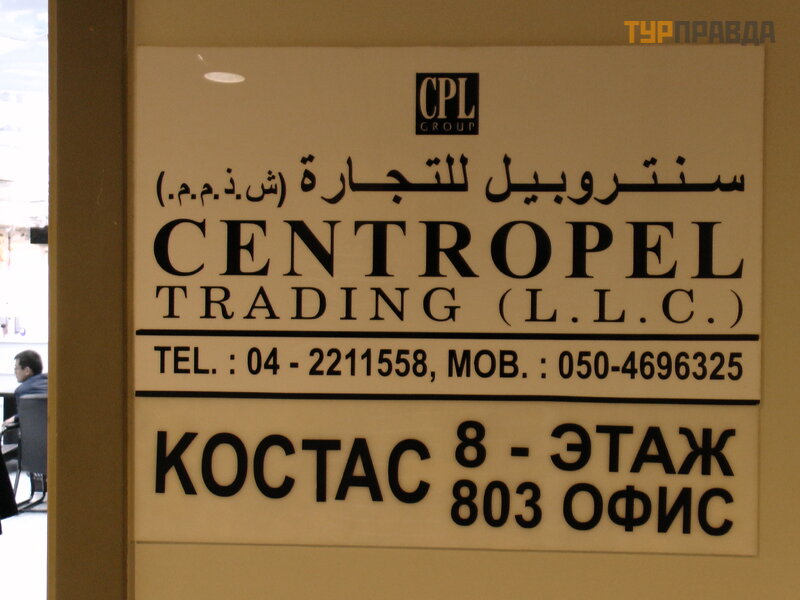 ТУРПРАВДА
CPL
GROUP
سنتروبيل للتجارة (ش.ذ.م.م.)
CENTROPEL
TRADING (L.L.C.)
TEL. : 04 - 2211558, MOB. : 050-4696325
КОСТАС 8 - ЭТАЖ
803 ОФИС